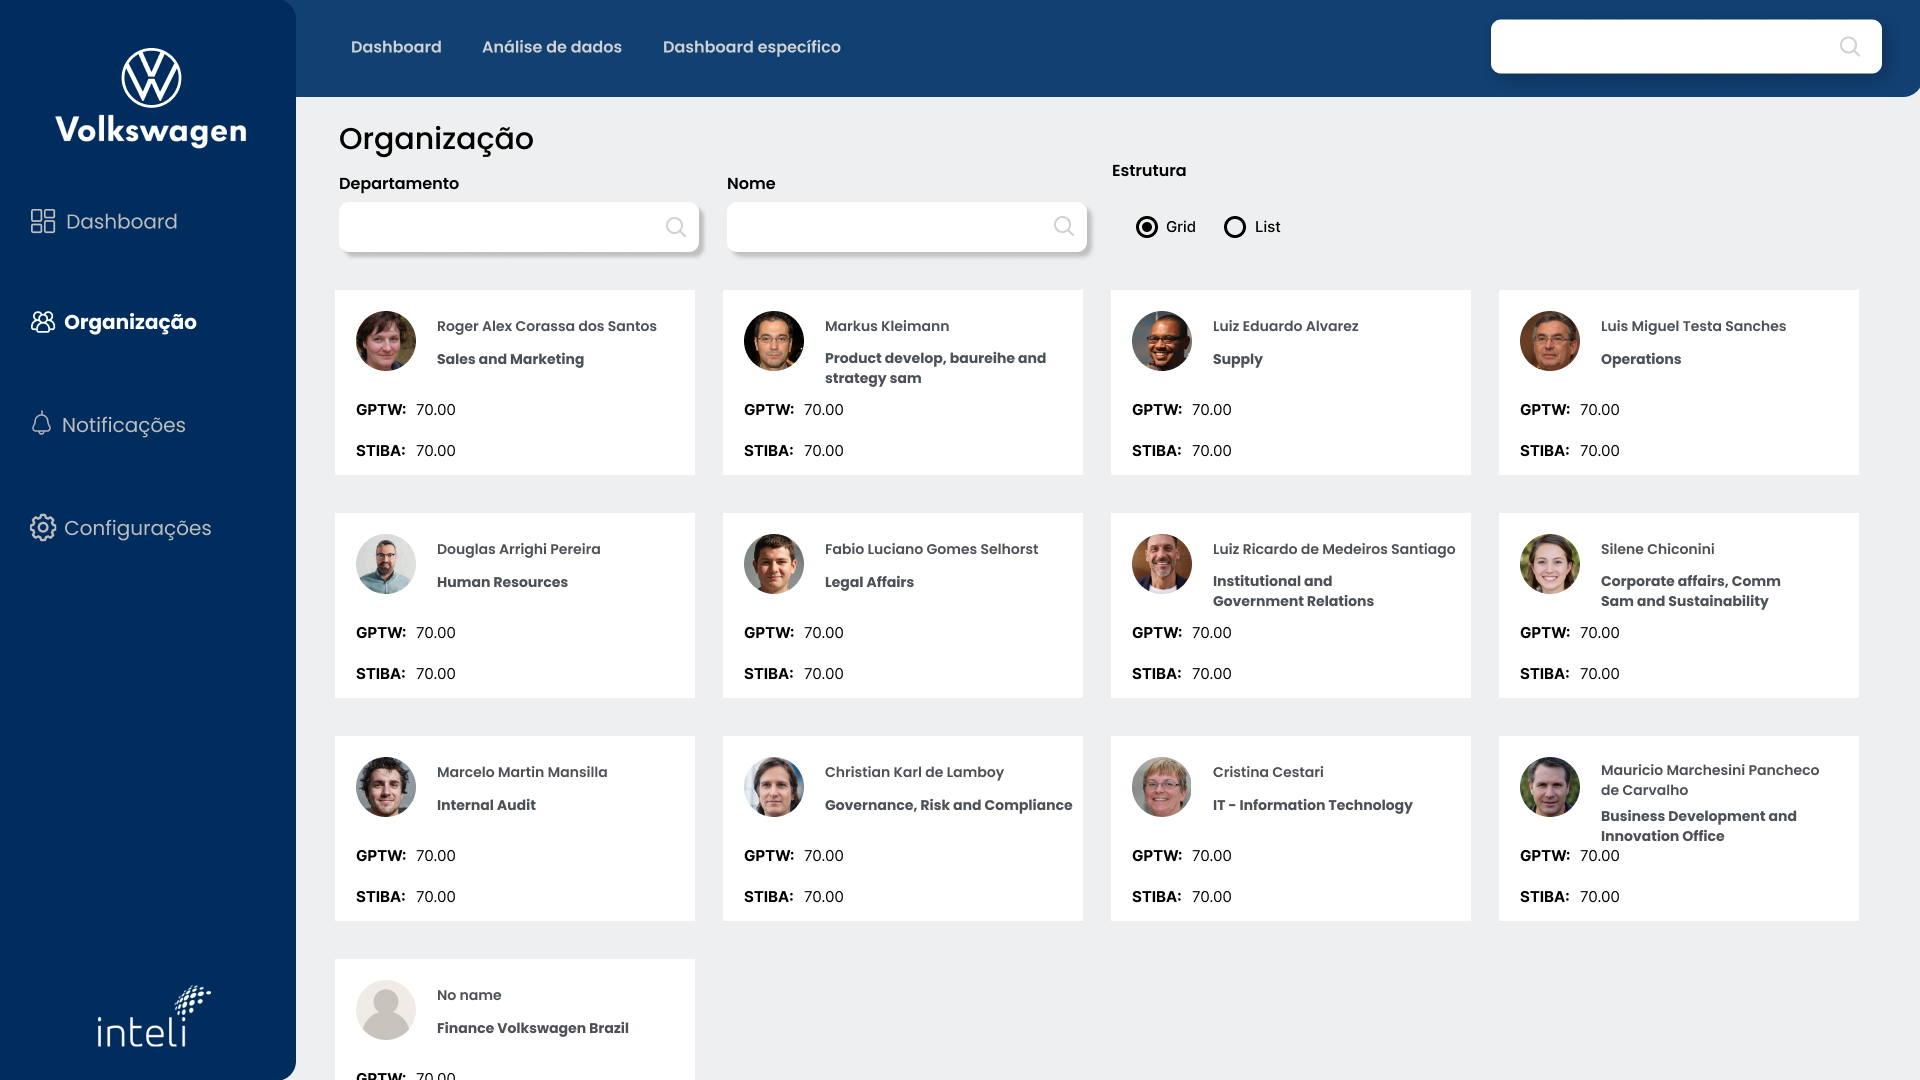 Volkswagen
Dashboard
Organização
Notificações
Configurações
inteli
Dashboard
Análise de dados
Dashboard específico
Organização
Departamento
Nome
Estrutura
Grid
List
Roger Alex Corassa dos Santos
Sales and Marketing
GPTW: 70.00
STIBA: 70.00
Markus Kleimann
Product develop, baureihe and
strategy sam
GPTW: 70.00
STIBA: 70.00
Luiz Eduardo Alvarez
Supply
GPTW: 70.00
STIBA: 70.00
Luis Miguel Testa Sanches
Operations
GPTW: 70.00
STIBA: 70.00
Douglas Arrighi Pereira
Human Resources
GPTW: 70.00
STIBA: 70.00
Fabio Luciano Gomes Selhorst
Legal Affairs
GPTW: 70.00
STIBA: 70.00
Luiz Ricardo de Medeiros Santiago
Institutional and
Government Relations
GPTW: 70.00
STIBA: 70.00
Silene Chiconini
Corporate affairs, Comm
Sam and Sustainability
GPTW: 70.00
STIBA: 70.00
Marcelo Martin Mansilla
Internal Audit
GPTW: 70.00
STIBA: 70.00
Christian Karl de Lamboy
Governance, Risk and Compliance
GPTW: 70.00
STIBA: 70.00
Cristina Cestari
IT - Information Technology
GPTW: 70.00
STIBA: 70.00
Mauricio Marchesini Pancheco
de Carvalho
Business Development and
Innovation Office
GPTW: 70.00
STIBA: 70.00
No name
Finance Volkswagen Brazil
GPTW: 70.00